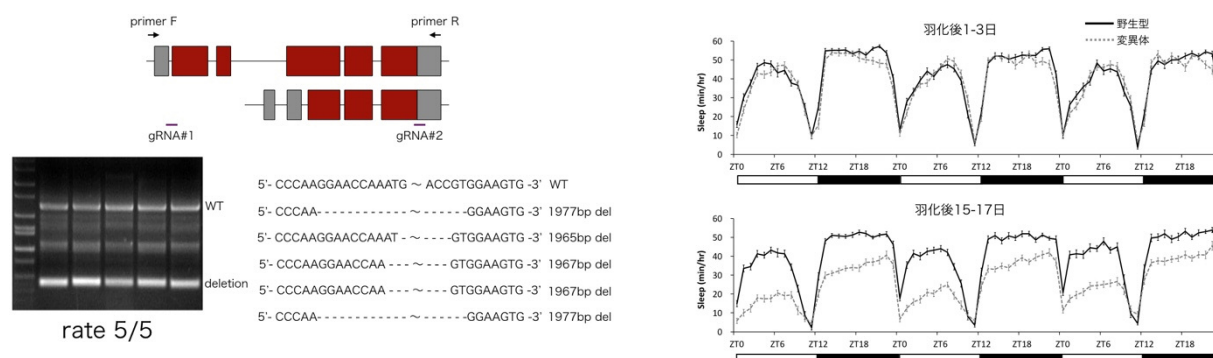 primer F
primer R
gRNA#1
gRNA#2
WT
deletion
rate 5/5
5'- CCCAAGGAACCAAATG ～ ACCGTGGAAGTG -3' WT
5'- CCCAA-----------～------GGAAGTG -3' 1977bp del
5'- CCCAAGGAACCAAAT--～-----GTGGAAGTG -3' 1965bp del
5'- CCCAAGGAACCAA---～-----GTGGAAGTG -3' 1967bp del
5'- CCCAAGGAACCAA---～-----GTGGAAGTG -3' 1967bp del
5'- CCCAA-----------～------GGAAGTG -3' 1977bp del
羽化後1-3日
野生型
変異体
Sleep (min/hr)
60
50
40
30
20
10
0
ZT0 ZT6 ZT12 ZT18 ZT0 ZT6 ZT12 ZT18 ZT0 ZT6 ZT12 ZT18
羽化後15-17日
Sleep (min/hr)
60
50
40
30
20
10
0
ZT0 ZT6 ZT12 ZT18 ZT0 ZT6 ZT12 ZT18 ZT0 ZT6 ZT12 ZT18